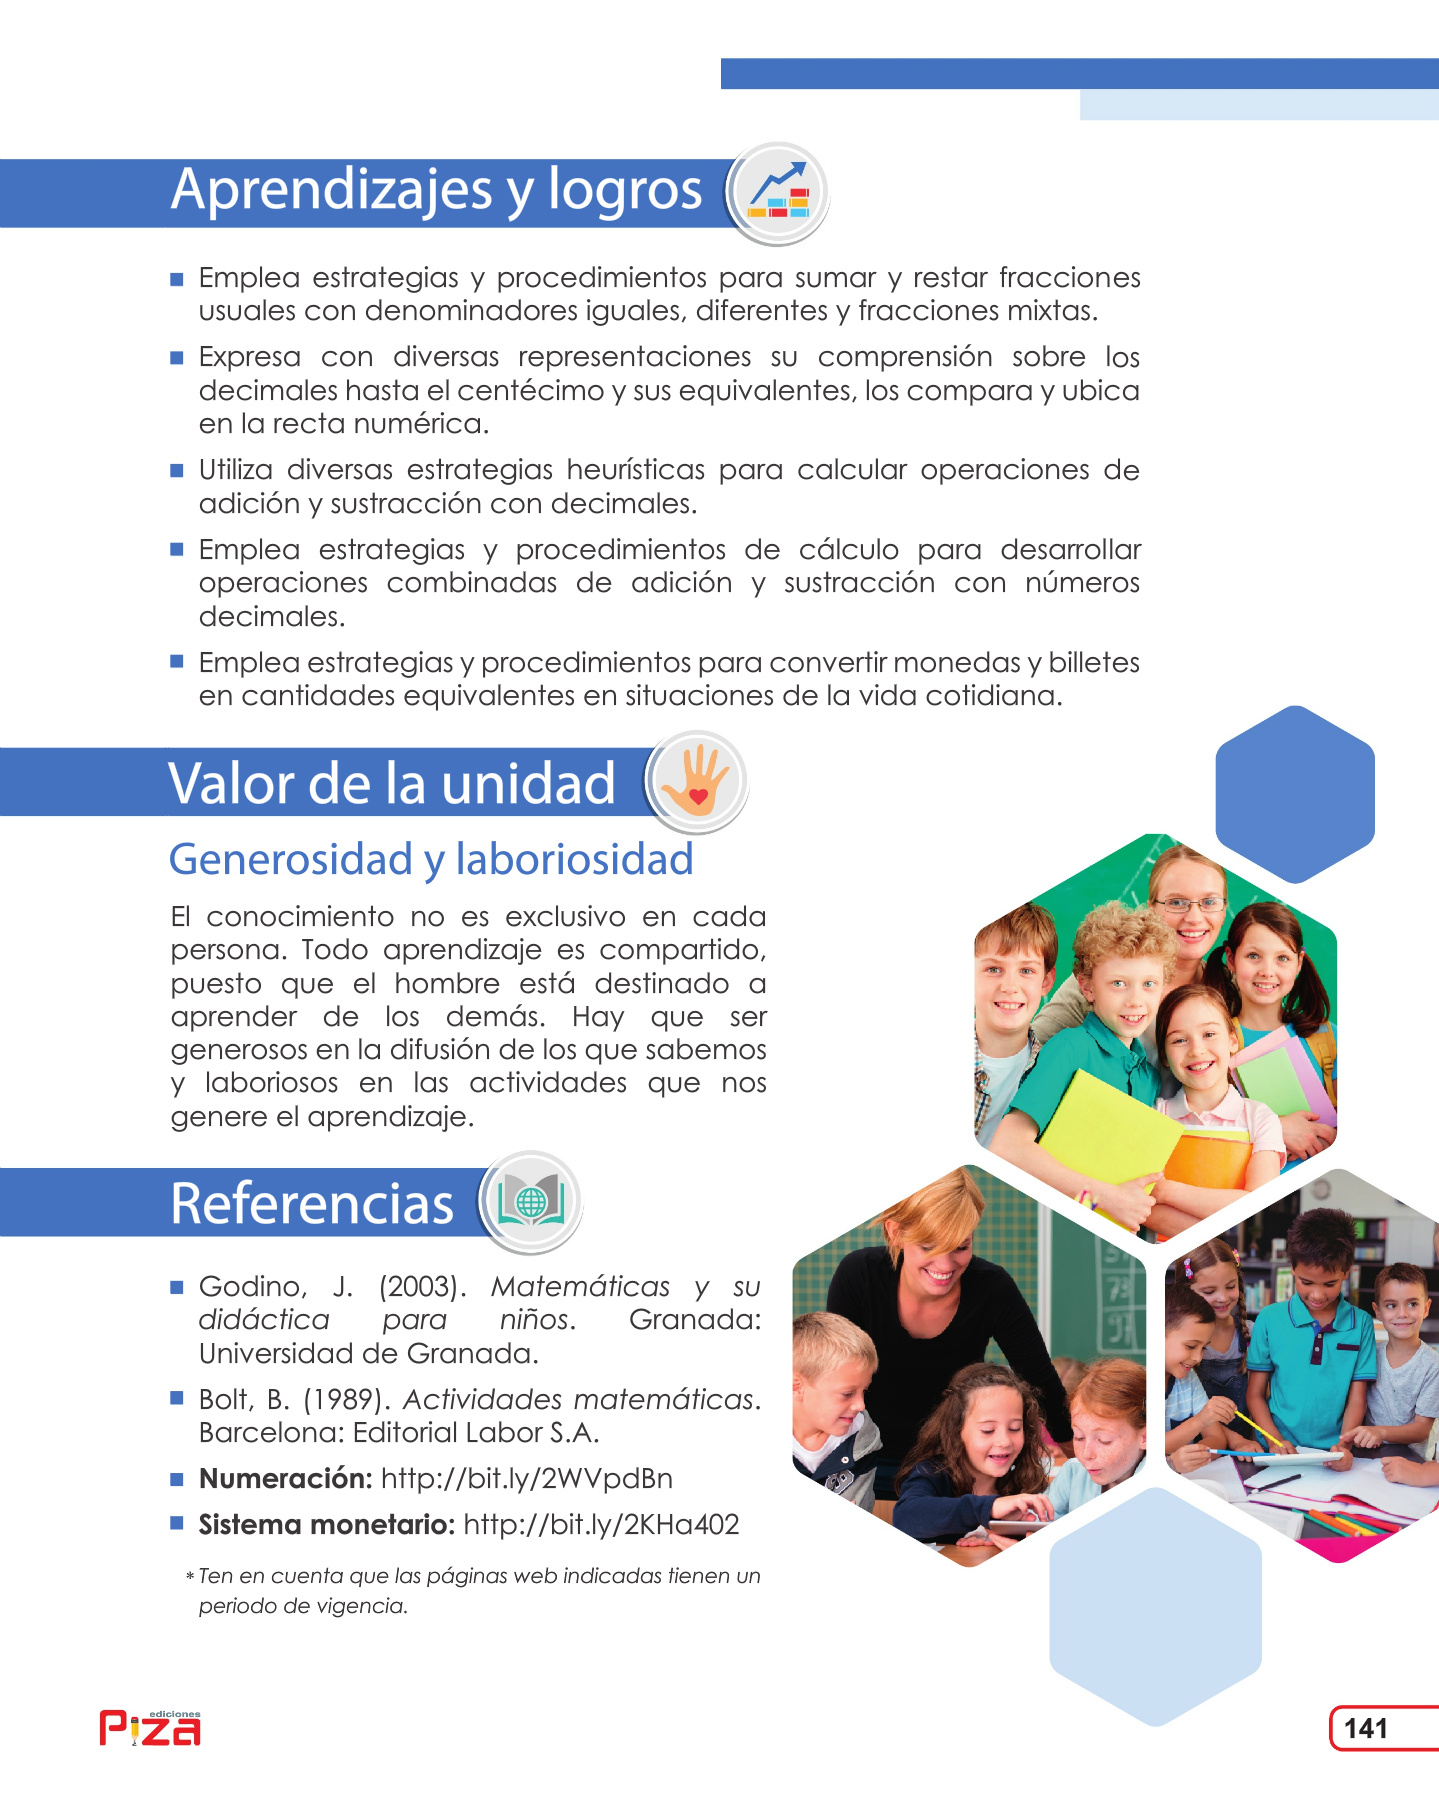 Aprendizajes y logros
Emplea estrategias y procedimientos para sumar y restar fracciones
usuales con denominadores iguales, diferentes y fracciones mixtas.
Expresa con diversas representaciones su comprensión sobre los
decimales hasta el centécimo y sus equivalentes, los compara y ubica
en la recta numérica.
Utiliza diversas estrategias heurísticas para calcular operaciones de
adición y sustracción con decimales.
Emplea estrategias y procedimientos de cálculo para desarrollar
operaciones combinadas de adición y sustracción con números
decimales.
Emplea estrategias y procedimientos para convertir monedas y billetes
en cantidades equivalentes en situaciones de la vida cotidiana.
Valor de la unidad
Generosidad y laboriosidad
El conocimiento no es exclusivo en cada
persona. Todo aprendizaje es compartido,
puesto que el hombre está destinado a
aprender de los demás. Hay que ser
generosos en la difusión de los que sabemos
y laboriosos en las actividades que nos
genere el aprendizaje.
Referencias
Godino, J. (2003). Matemáticas y su
didáctica para niños. Granada:
Universidad de Granada.
Bolt, B. (1989). Actividades matemáticas.
Barcelona: Editorial Labor S.A.
Numeración: http://bit.ly/2WVpdBn
Sistema monetario: http://bit.ly/2KHa402
* Ten en cuenta que las páginas web indicadas tienen un
periodo de vigencia.
ediciones
Piza
141